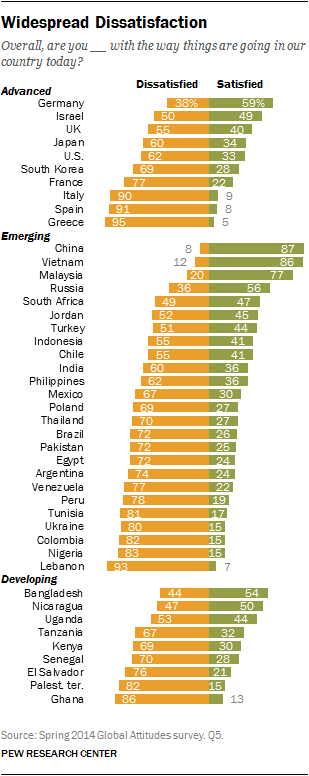 Widespread Dissatisfaction
Overall, are you __ with the way things are going in our
country today?
Dissatisfied Satisfied
Advanced
Germany 38% 59%
Israel 50 49
UK 55 40
Japan 60 34
U.S. 62 33
South Korea 69 28
France 77 22
Italy 90 9
Spain 91 8
Greece 95 5
Emerging
China 8 87
Vietnam 12 86
Malaysia 20 77
Russia 36 56
South Africa 49 47
Jordan 52 45
Turkey 51 44
Indonesia 55 41
Chile 55 41
India 60 36
Philippines 62 36
Mexico 67 30
Poland 69 27
Thailand 70 27
Brazil 72 26
Pakistan 72 25
Egypt 72 24
Argentina 74 24
Venezuela 77 22
Peru 78 19
Tunisia 81 17
Ukraine 80 15
Colombia 82 15
Nigeria 83 15
Lebanon 93 7
Developing
Bangladesh 44 54
Nicaragua 47 50
Uganda 53 44
Tanzania 67 32
Kenya 69 30
Senegal 70 28
El Salvador 76 21
Palest. ter. 82 15
Ghana 86 13
Source: Spring 2014 Global Attitudes survey. Q5.
PEW RESEARCH CENTER